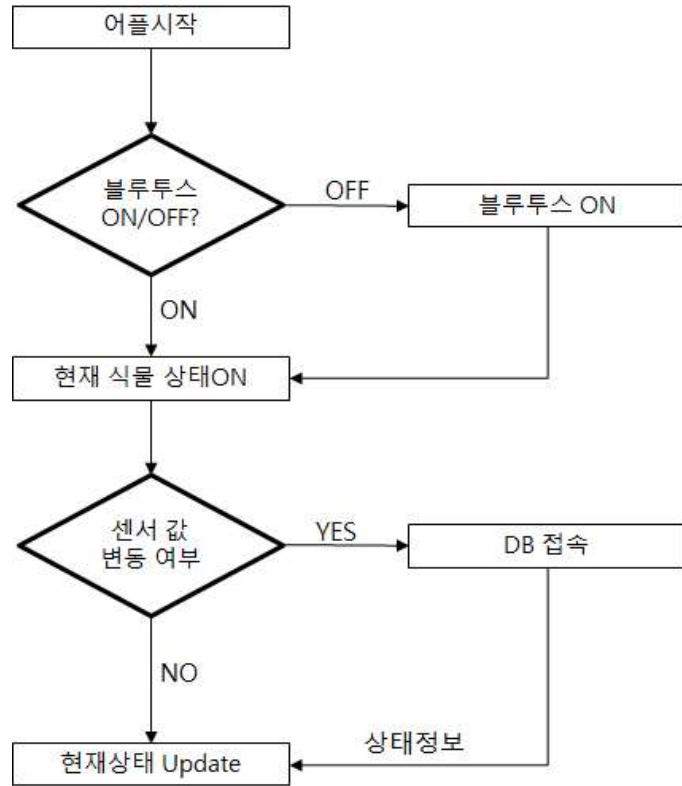 어플시작
블루투스
ON/OFF?
OFF
블루투스 ON
ON
현재 식물 상태ON
센서 값
변동 여부
YES
DB 접속
NO
상태정보
현재상태 Update